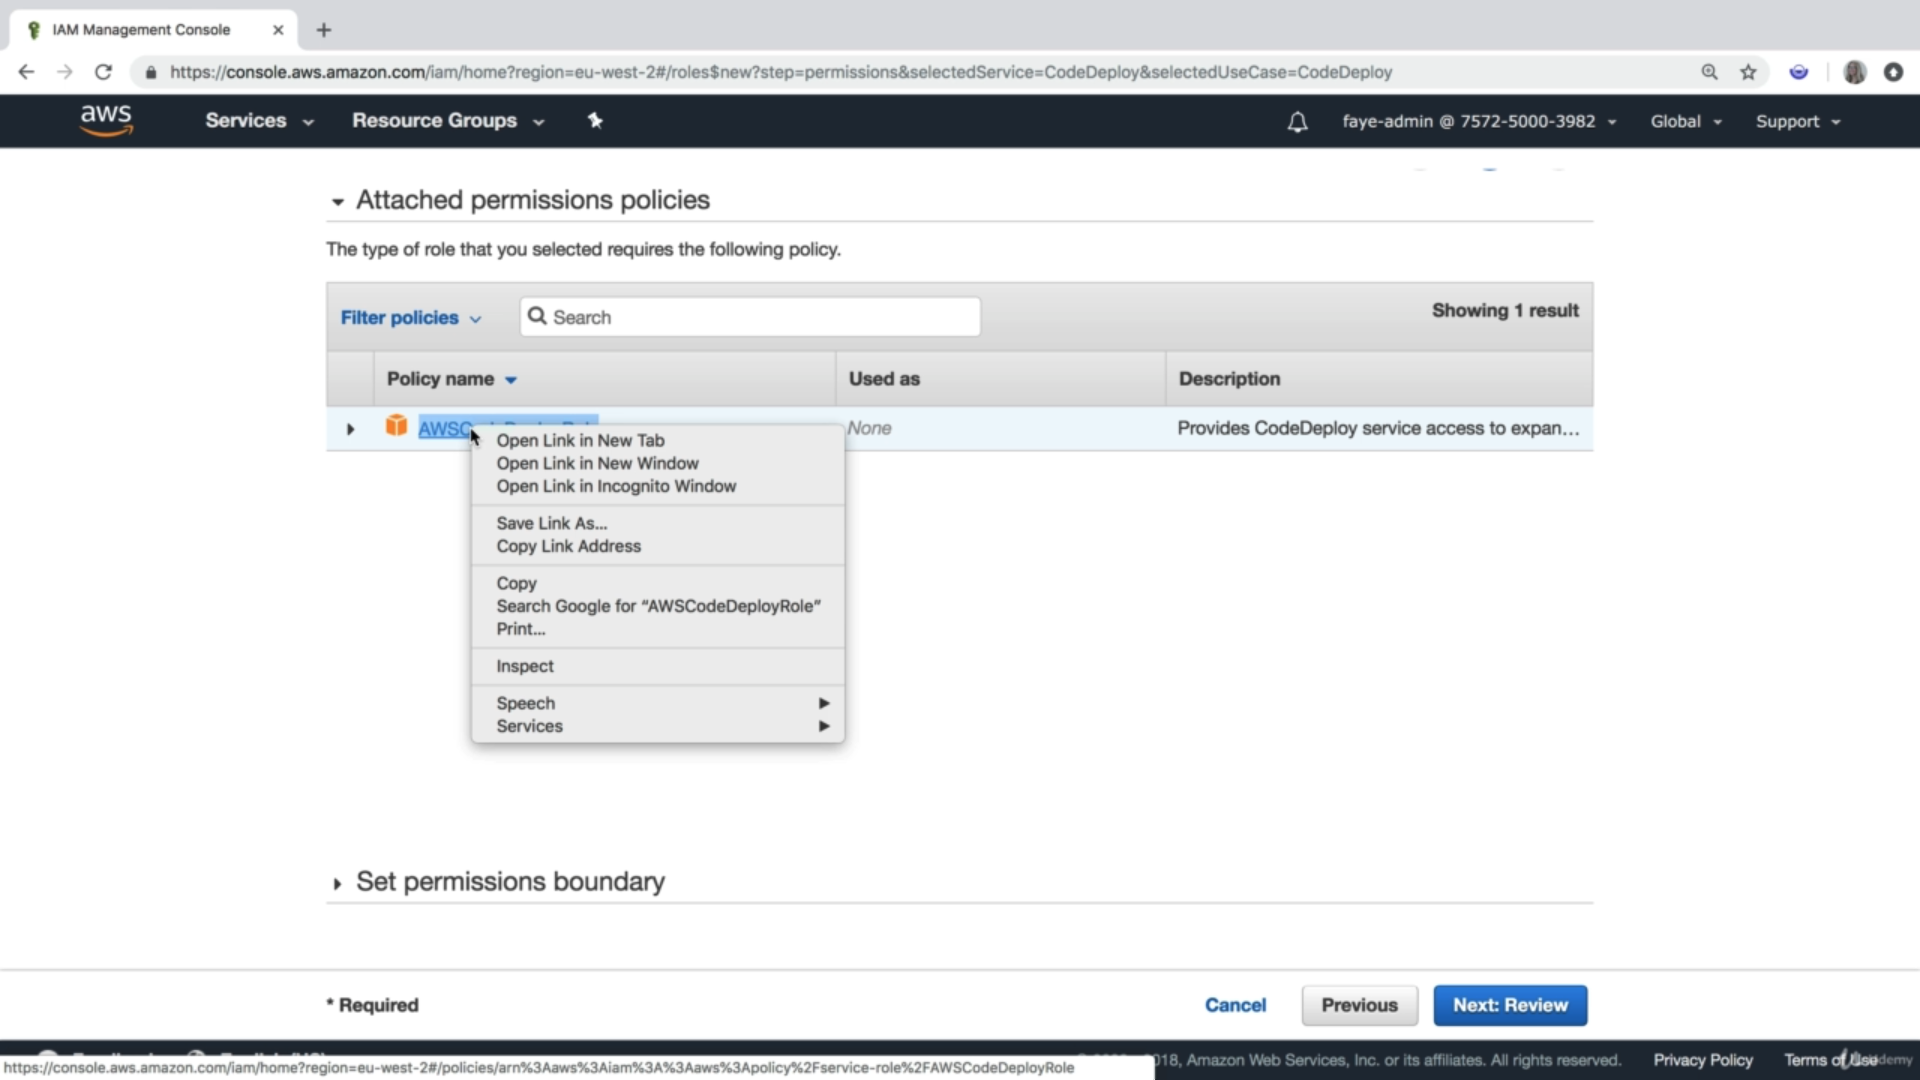 IAM Management Console
https://console.aws.amazon.com/iam/home?region=eu-west-2#/roles$new?step=permissions&selectedService=CodeDeploy&selectedUseCase=CodeDeploy
aws
Services
Resource Groups
faye-admin @ 7572-5000-3982
Global
Support
Attached permissions policies
The type of role that you selected requires the following policy.
Filter policies
Search
Showing 1 result
Policy name
Used as
Description
None
Provides CodeDeploy service access to expan...
Open Link in New Tab
Open Link in New Window
Open Link in Incognito Window
Save Link As...
Copy Link Address
Copy
Search Google for “AWSCodeDeployRole”
Print...
Inspect
Speech
Services
Set permissions boundary
* Required
Cancel
Previous
Next: Review
https://console.aws.amazon.com/iam/home?region=eu-west-2#/policies/arn%3Aaws%3Aiam%3A%3Aaws%3Apolicy%2Fservice-role%2FAWSCodeDeployRole
Amazon Web Services, Inc. or its affiliates. All rights reserved.
Privacy Policy
Terms of Use